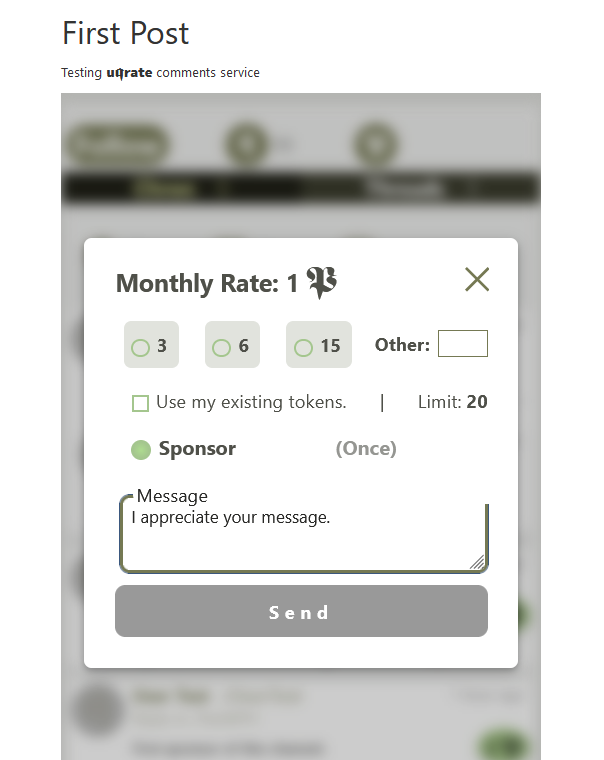 First Post
Testing uqrate comments service
Monthly Rate: 1
3 6 15 Other:
Use my existing tokens. | Limit: 20
Sponsor (Once)
Message
I appreciate your message.
Send